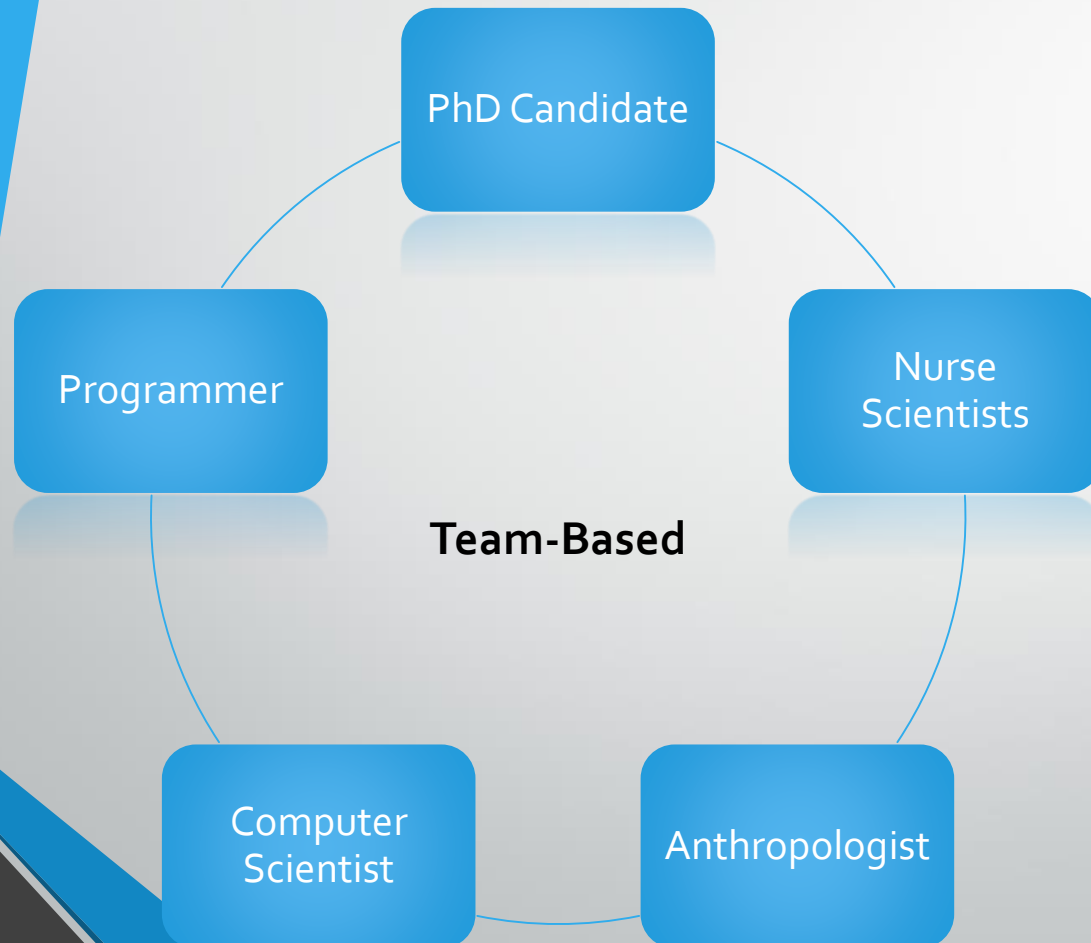 PhD Candidate
Nurse
Scientists
Programmer
Team-Based
Computer
Scientist
Anthropologist